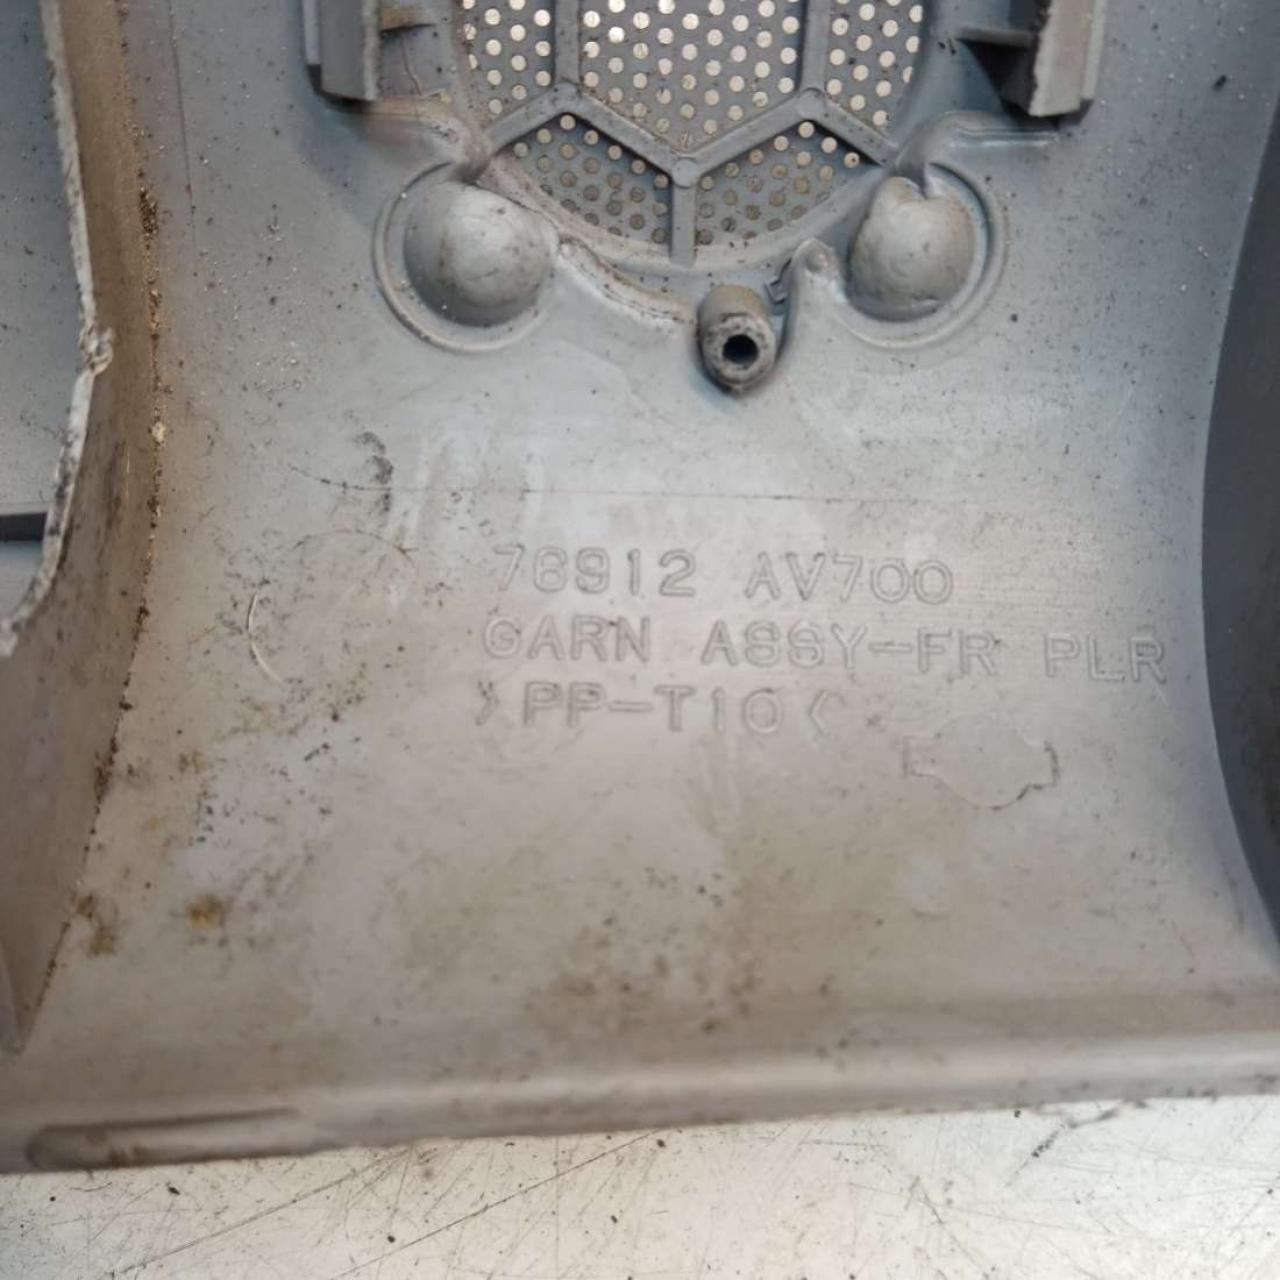 76912 AV700
GARN ASSY-FR PLR
>PP-T10<